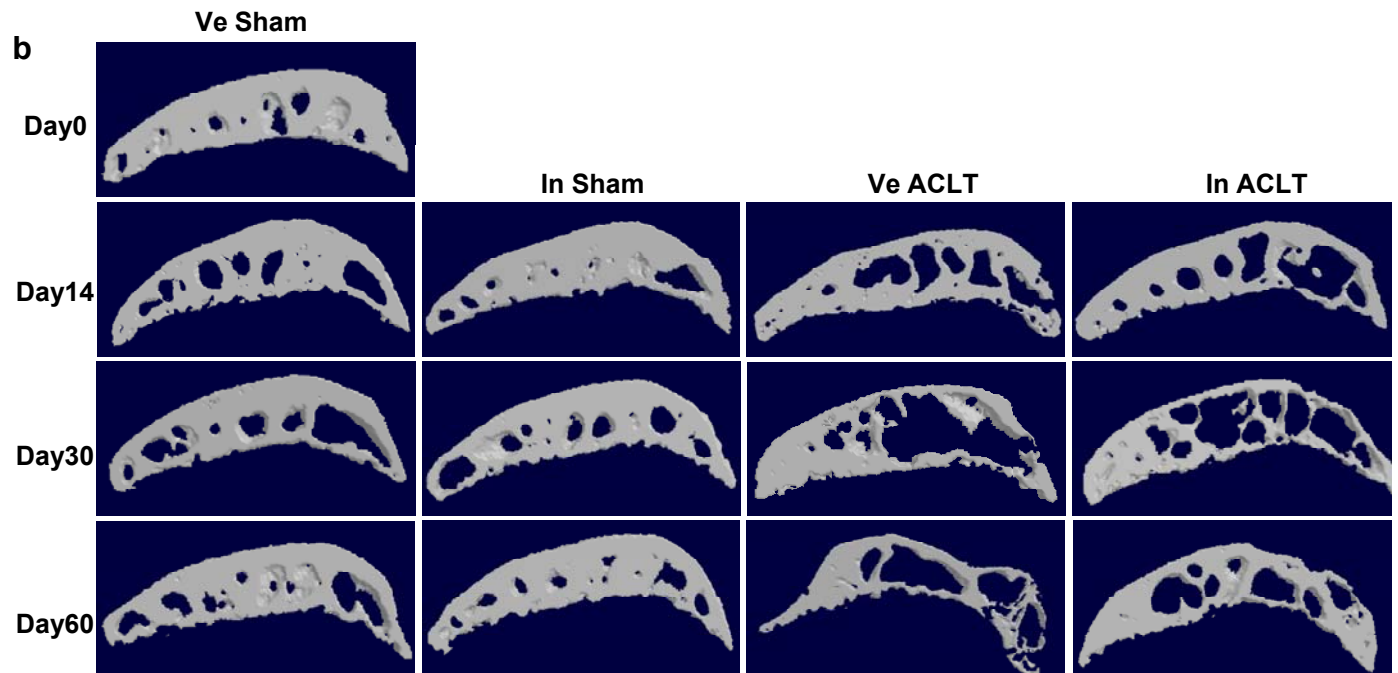 Ve Sham
b
Day0
In Sham Ve ACLT In ACLT
Day14
Day30
Day60